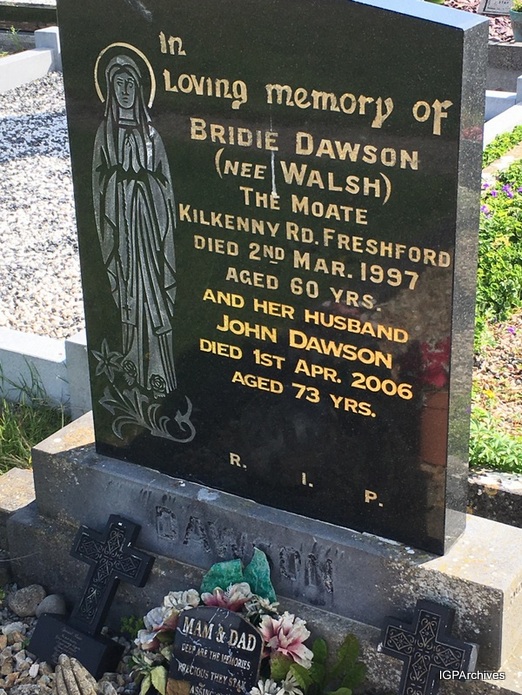 In
Loving memory of
BRIDIE DAWSON
(NEE WALSH)
THE MOATE
KILKENNY RD. FRESHFORD
DIED 2ND MAR. 1997
AGED 60 YRS.
AND HER HUSBAND
JOHN DAWSON
DIED 1ST APR. 2006
AGED 73 YRS.
R. I. P.
DAWSON
MAM & DAD
DEEP ARE THE MEMORIES
PRECIOUS THEY STAY
IGPArchives